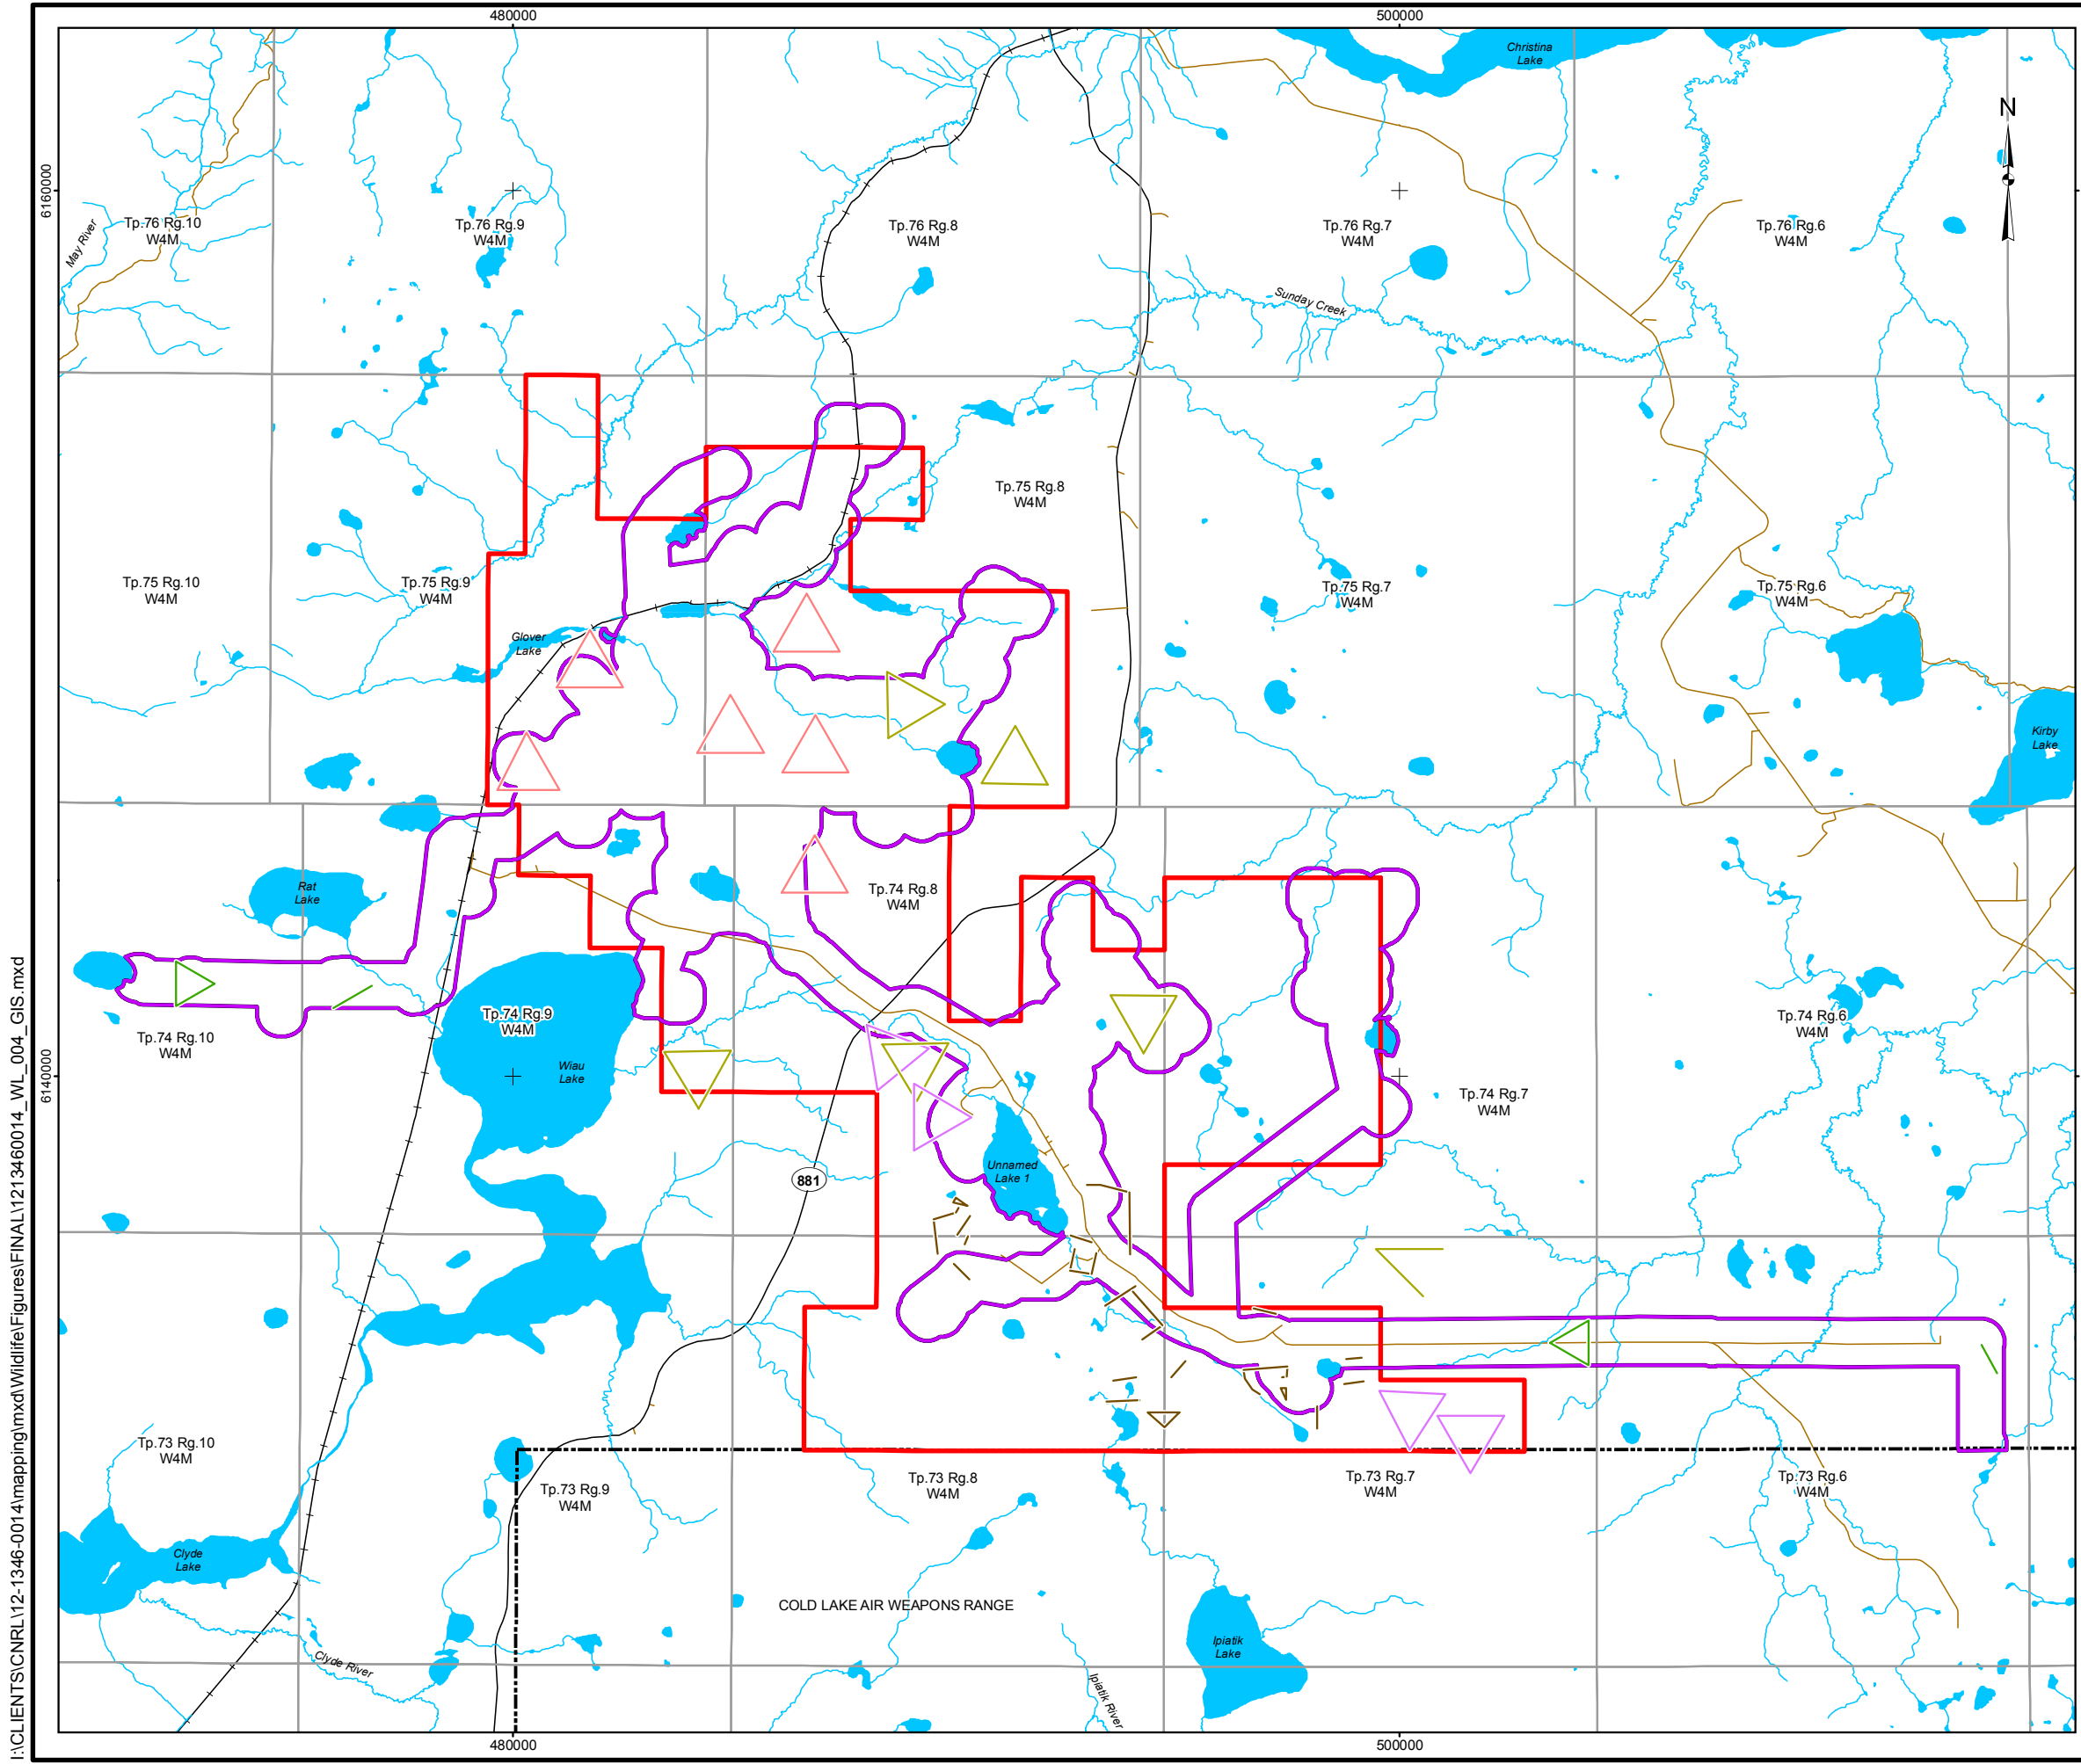 480000
500000
Christina
Lake
N
6160000
May River
Tp.76 Rg.10
W4M
Tp.76 Rg.9
W4M
Tp.76 Rg.8
W4M
Tp.76 Rg.7
W4M
Tp.76 Rg.6
W4M
Sunday Creek
Tp.75 Rg.8
W4M
Tp.75 Rg.10
W4M
Tp.75 Rg.9
W4M
Tp.75 Rg.7
W4M
Tp.75 Rg.6
W4M
Glover
Lake
Kirby
Lake
Rat
Lake
Tp.74 Rg.8
W4M
Tp.74 Rg.9
W4M
Tp.74 Rg.10
W4M
Tp.74 Rg.6
W4M
6140000
Wiau
Lake
Tp.74 Rg.7
W4M
Unnamed
Lake 1
881
Tp.73 Rg.10
W4M
Tp.73 Rg.9
W4M
Tp.73 Rg.8
W4M
Tp.73 Rg.7
W4M
Tp.73 Rg.6
W4M
Clyde
Lake
COLD LAKE AIR WEAPONS RANGE
Ipiatik
Lake
Clyde River
Ipiatik River
480000
500000
I:\CLIENTS\CNRL\12-1346-0014\mapping\mxd\Wildlife\Figures\FINAL\1213460014_WL_004_GIS.mxd